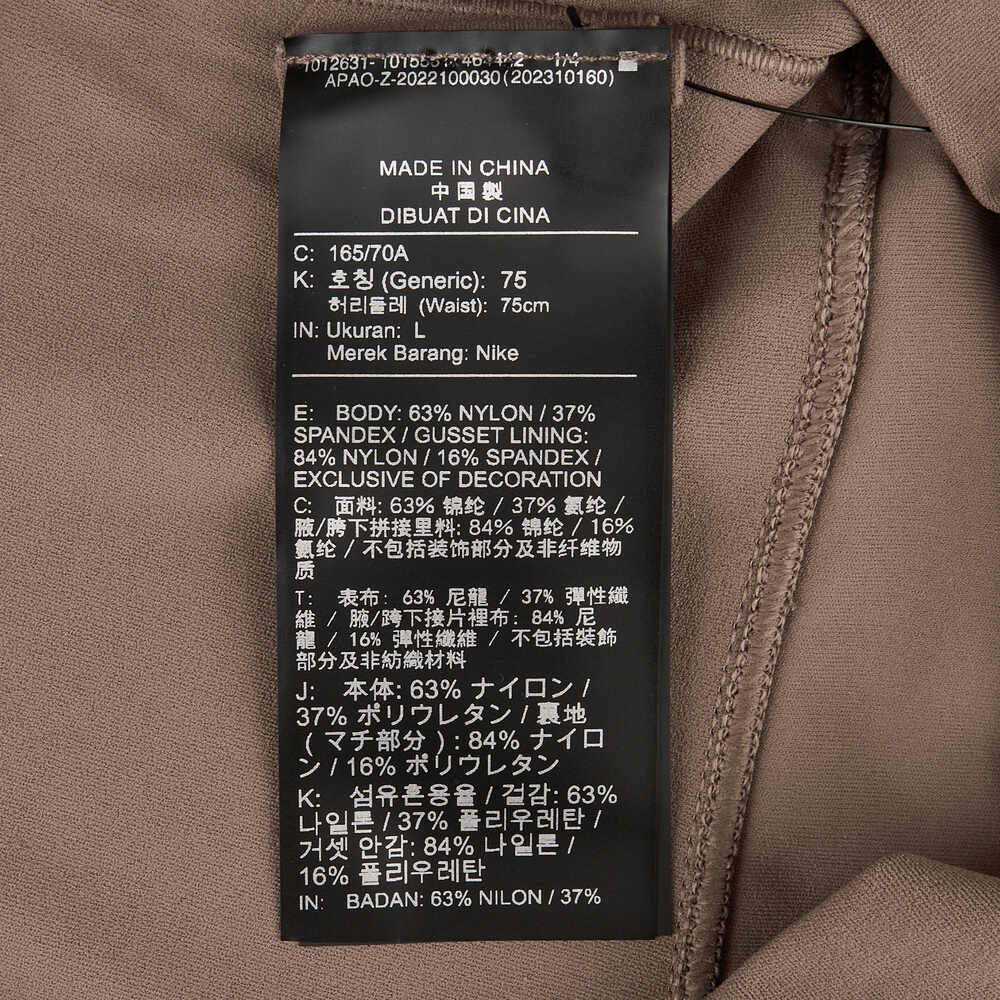 1/4
APAO-Z-2022100030(202310160)
MADE IN CHINA
中国製
DIBUAT DI CINA
C: 165/70A
K: 호칭 (Generic): 75
허리둘레 (Waist): 75cm
IN: Ukuran: L
Merek Barang: Nike
E: BODY: 63% NYLON / 37%
SPANDEX / GUSSET LINING:
84% NYLON / 16% SPANDEX /
EXCLUSIVE OF DECORATION
C: 面料: 63% 锦纶 / 37% 氨纶 /
腋/胯下拼接里料: 84% 锦纶 / 16%
氨纶 / 不包括装饰部分及非纤维物
质
T: 表布: 63% 尼龍 / 37% 彈性纖
維 / 腋/跨下接片裡布: 84% 尼
龍 / 16% 彈性纖維 / 不包括裝飾
部分及非紡織材料
J: 本体: 63% ナイロン /
37% ポリウレタン / 裏地
(マチ部分): 84% ナイロ
ン / 16% ポリウレタン
K: 섬유혼용율 / 겉감: 63%
나일론 / 37% 폴리우레탄 /
거셋 안감: 84% 나일론 /
16% 폴리우레탄
IN: BADAN: 63% NILON / 37%